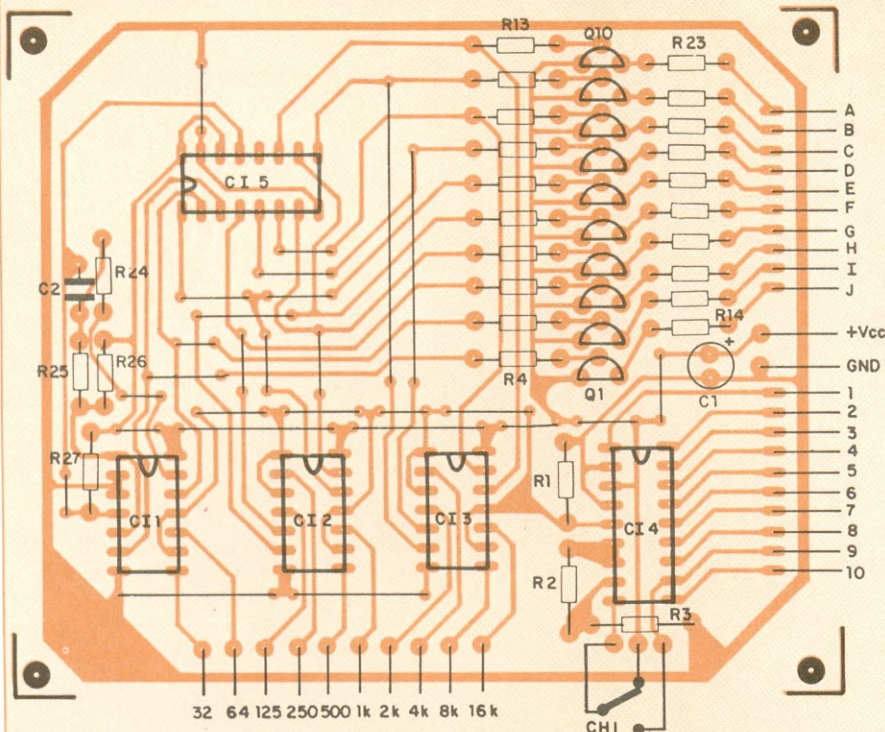 R13
Q10
R23
A
B
C
D
E
F
G
H
I
J
CI 5
C2
R24
R25
R26
R27
R4
Q1
R14
+
C1
+Vcc
GND
1
2
3
4
5
6
7
8
9
10
CI 1
CI 2
CI 3
CI 4
R1
R2
R3
32 64 125 250 500 1k 2k 4k 8k 16k
CH1